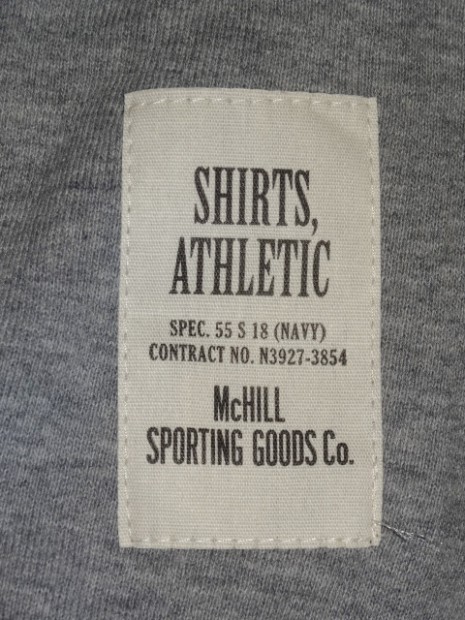 SHIRTS,
ATHLETIC
SPEC. 55 S 18 (NAVY)
CONTRACT NO. N3927-3854
McHILL
SPORTING GOODS Co.